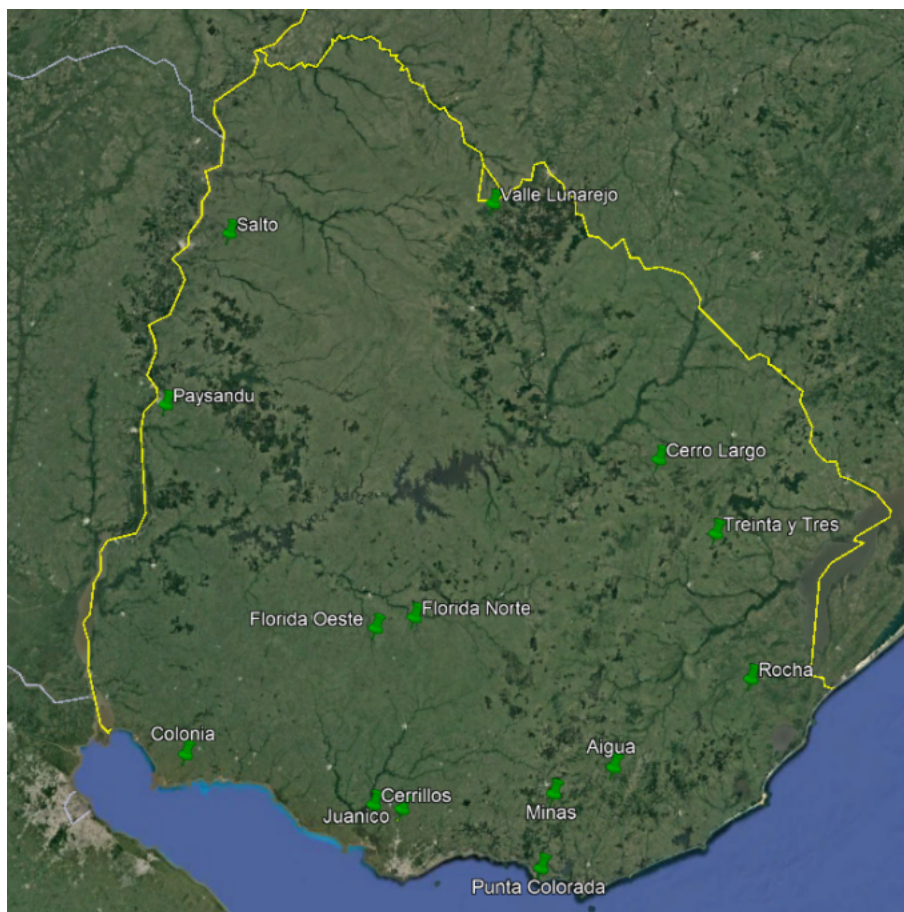 Valle Lunarejo
Salto
Paysandu
Cerro Largo
Treinta y Tres
Florida Norte
Florida Oeste
Rocha
Colonia
Aigua
Cerrillos
Juanico
Minas
Punta Colorada